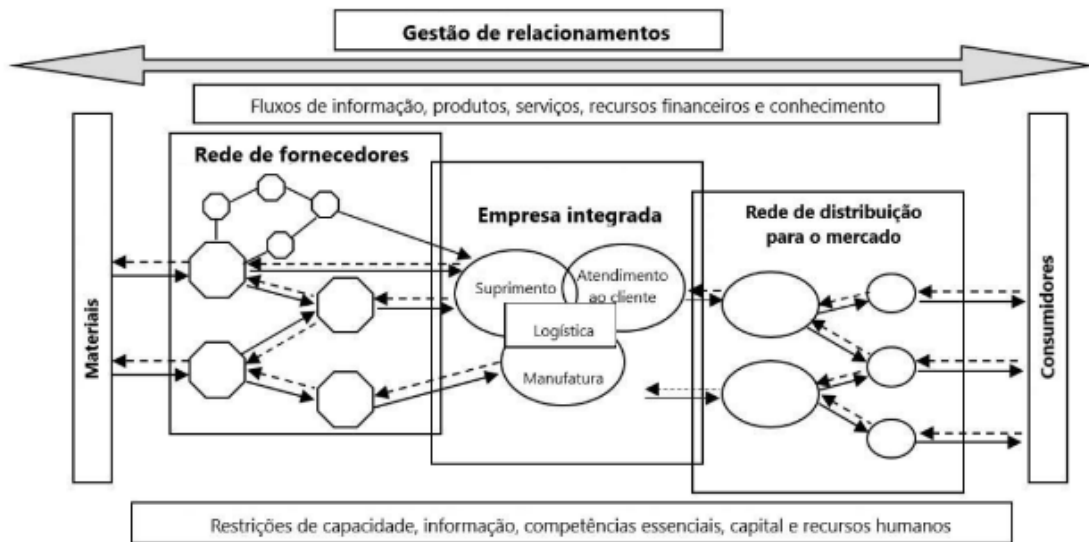 Gestão de relacionamentos
Fluxos de informação, produtos, serviços, recursos financeiros e conhecimento
Materiais
Rede de fornecedores
Empresa integrada
Suprimento
Atendimento
ao cliente
Logística
Manufatura
Rede de distribuição
para o mercado
Consumidores
Restrições de capacidade, informação, competências essenciais, capital e recursos humanos